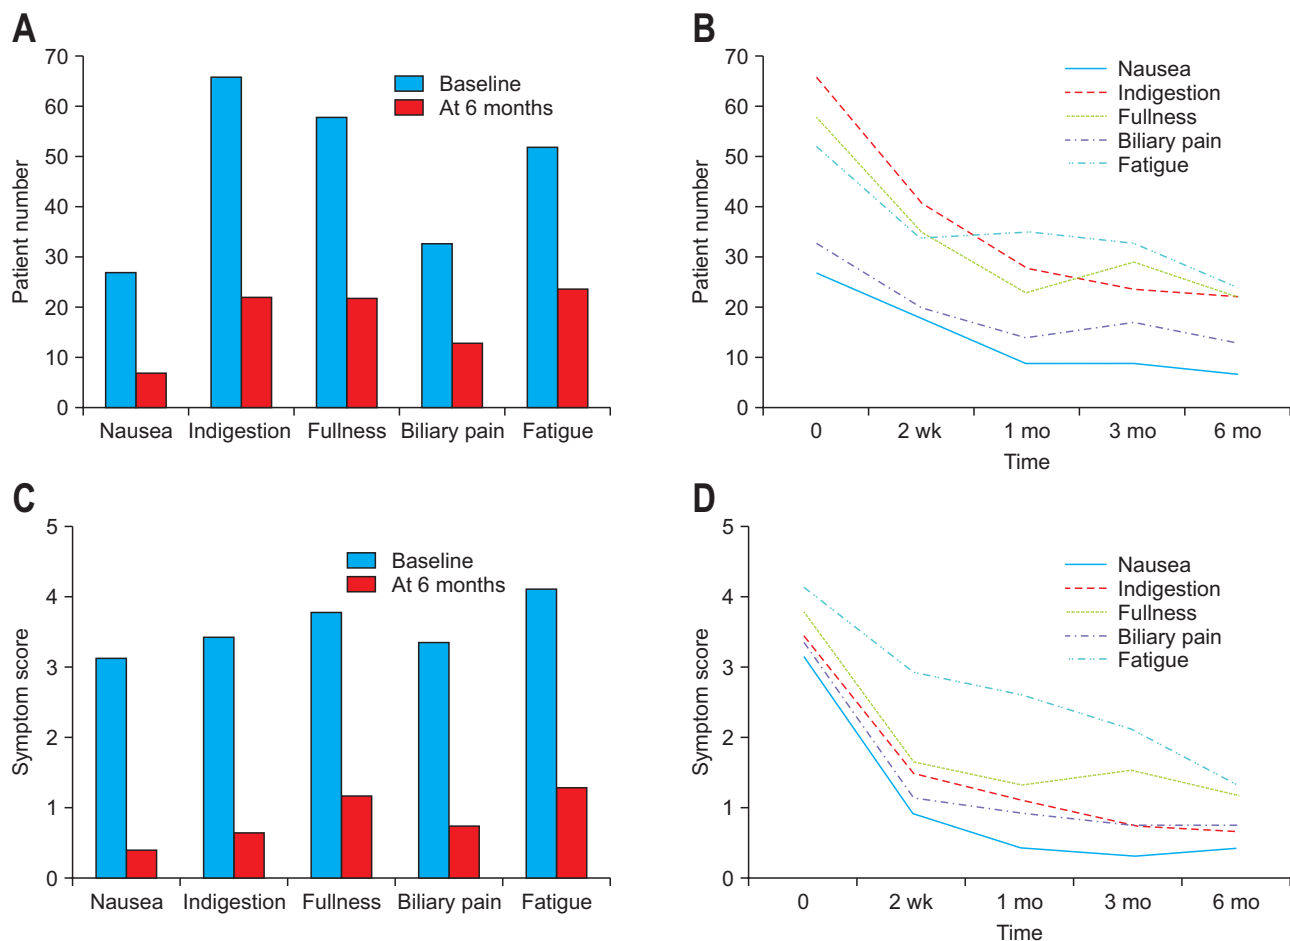 A
Patient number
70
60
50
40
30
20
10
0
Baseline
At 6 months
Nausea Indigestion Fullness Biliary pain Fatigue
B
Patient number
70
60
50
40
30
20
10
0
Nausea
Indigestion
Fullness
Biliary pain
Fatigue
0 2 wk 1 mo 3 mo 6 mo
Time
C
Symptom score
5
4
3
2
1
0
Baseline
At 6 months
Nausea Indigestion Fullness Biliary pain Fatigue
D
Symptom score
5
4
3
2
1
0
Nausea
Indigestion
Fullness
Biliary pain
Fatigue
0 2 wk 1 mo 3 mo 6 mo
Time